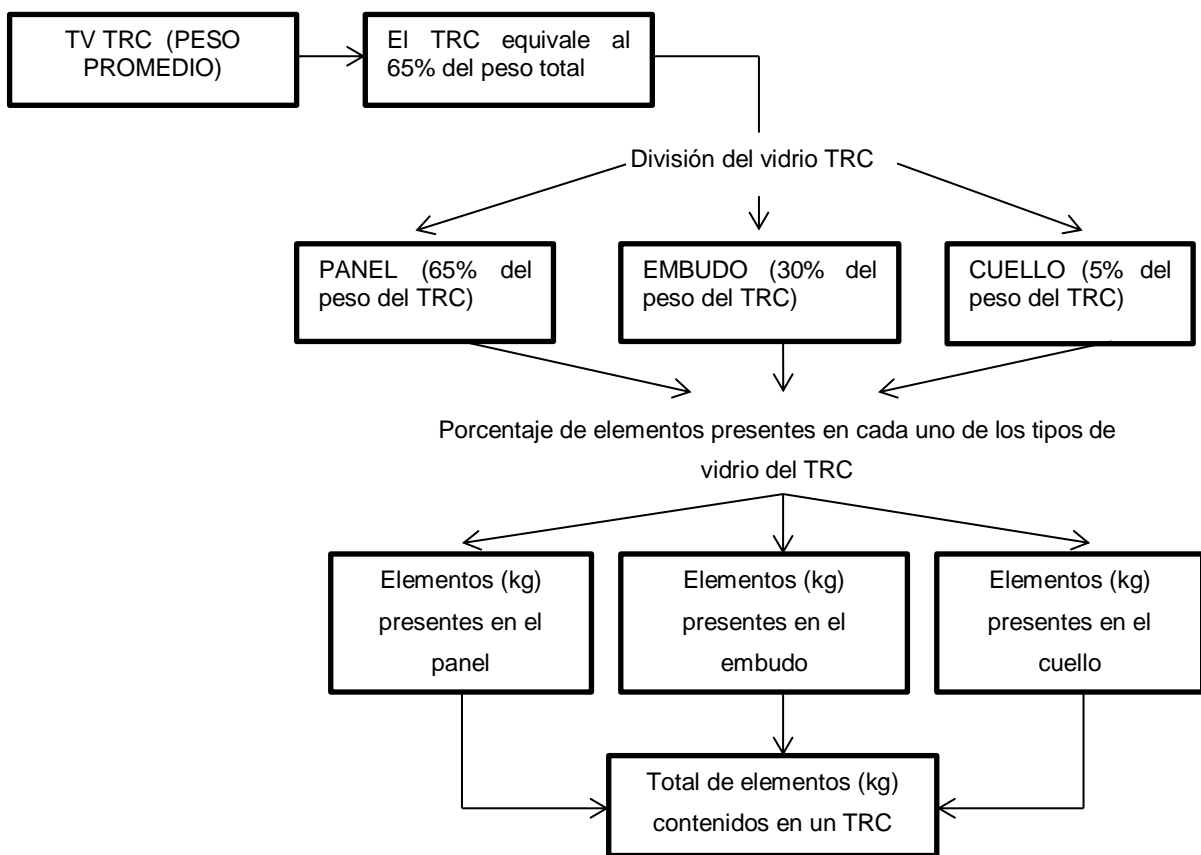 TV TRC (PESO
PROMEDIO)
El TRC equivale al
65% del peso total
División del vidrio TRC
PANEL (65% del
peso del TRC)
EMBUDO (30% del
peso del TRC)
CUELLO (5% del
peso del TRC)
Porcentaje de elementos presentes en cada uno de los tipos de
vidrio del TRC
Elementos (kg)
presentes en el
panel
Elementos (kg)
presentes en el
embudo
Elementos (kg)
presentes en el
cuello
Total de elementos (kg)
contenidos en un TRC